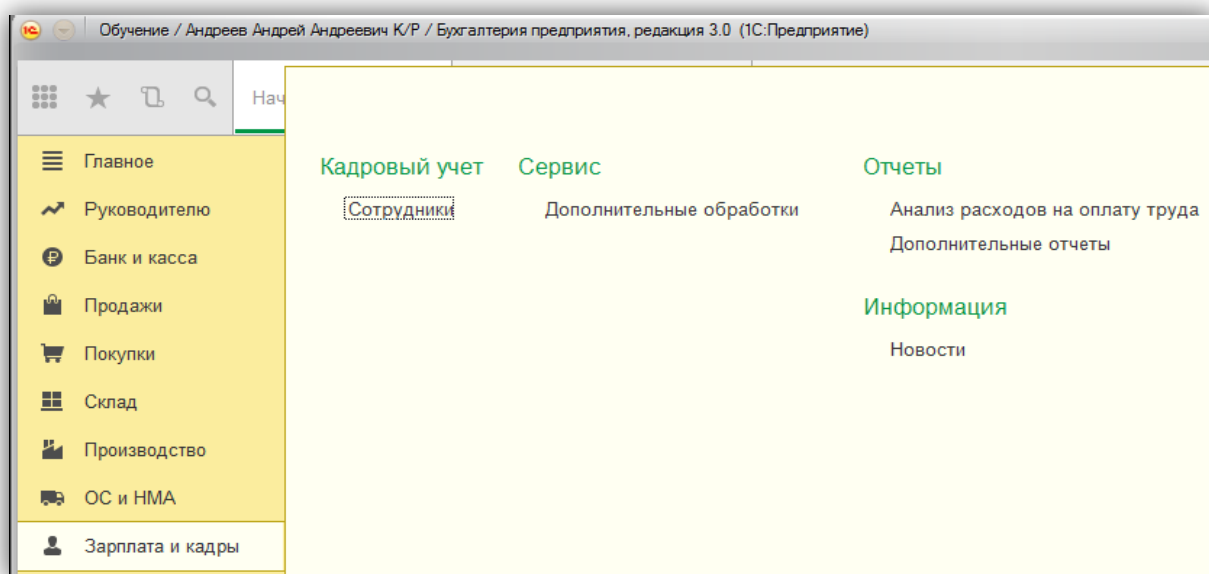 1С Обучение / Андреев Андрей Андреевич К/Р / Бухгалтерия предприятия, редакция 3.0 (1С:Предприятие)
Нач
Главное
Руководителю
Банк и касса
Продажи
Покупки
Склад
Производство
ОС и НМА
Зарплата и кадры
Кадровый учет
Сотрудники
Сервис
Дополнительные обработки
Отчеты
Анализ расходов на оплату труда
Дополнительные отчеты
Информация
Новости